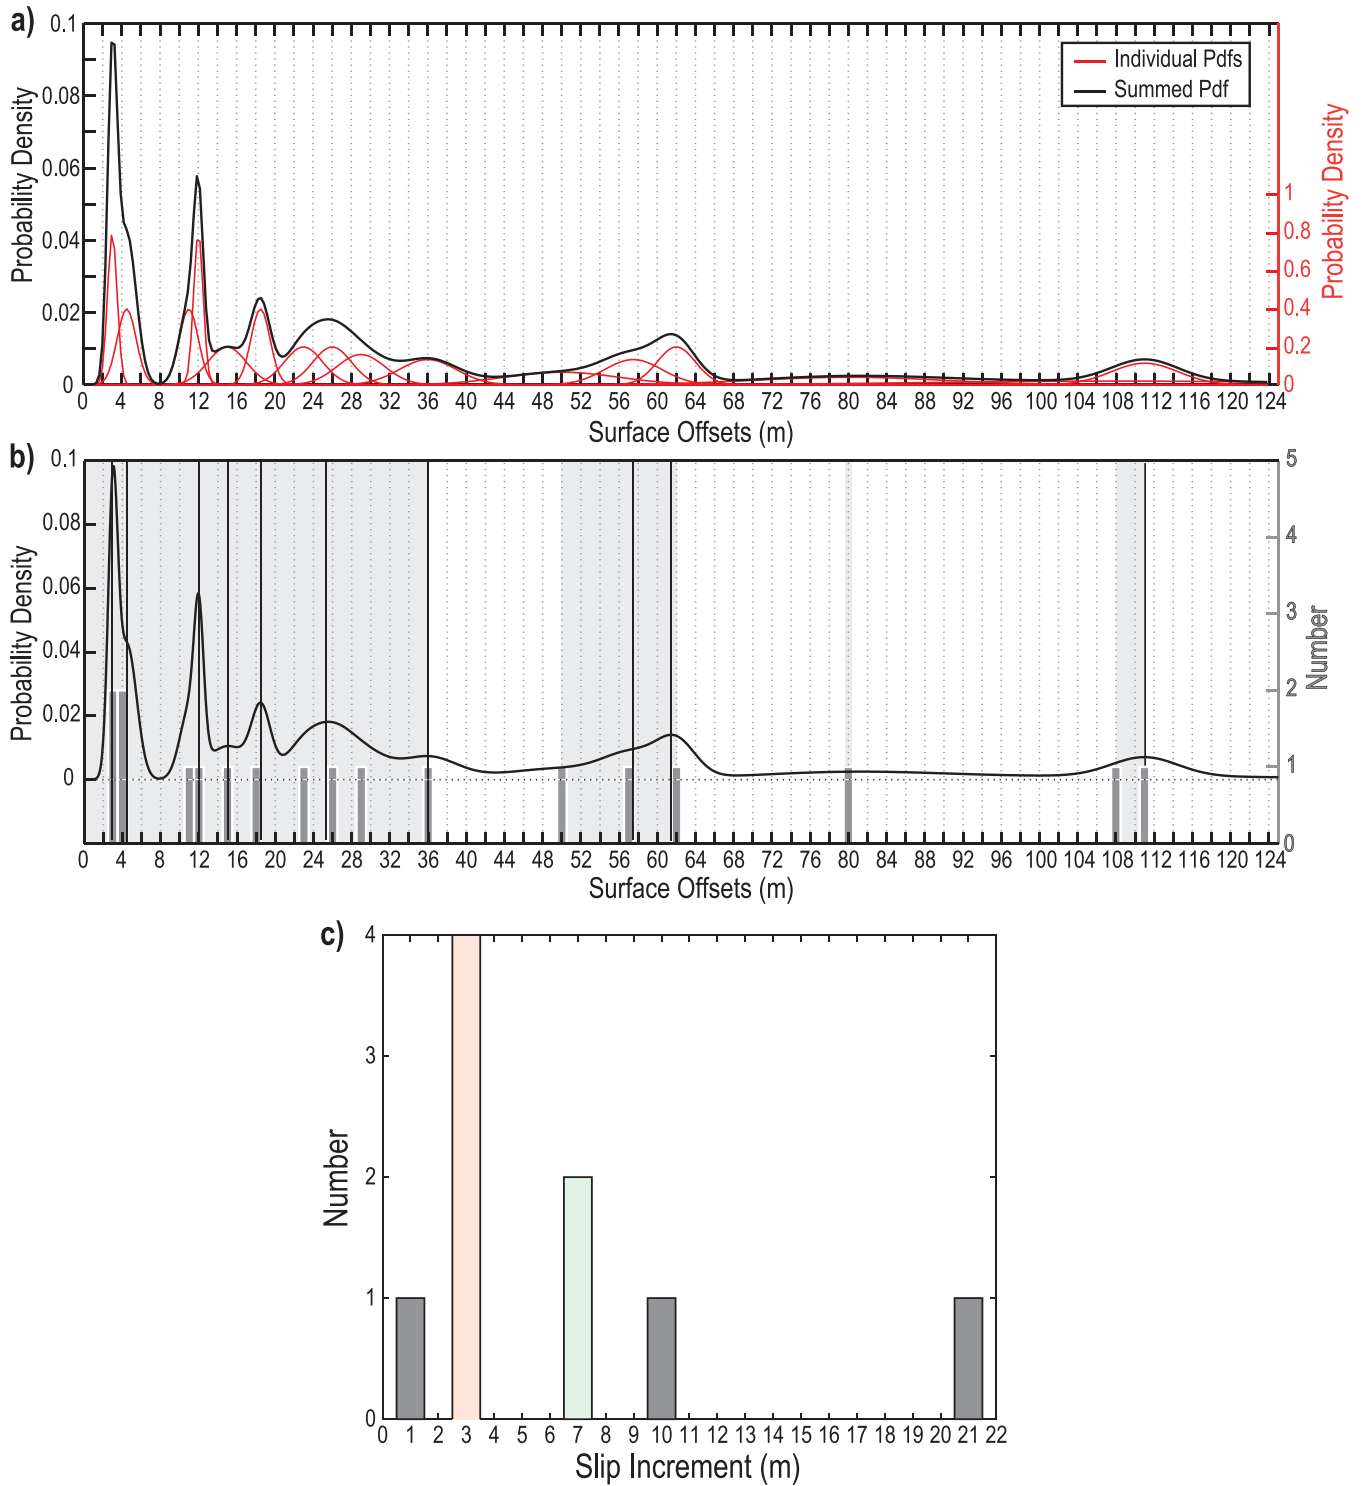 a)
0.1
0.08
0.06
0.04
0.02
0
Probability Density
Individual Pdfs
Summed Pdf
1
0.8
0.6
0.4
0.2
0
Probability Density
0 4 8 12 16 20 24 28 32 36 40 44 48 52 56 60 64 68 72 76 80 84 88 92 96 100 104 108 112 116 120 124
Surface Offsets (m)
b)
0.1
0.08
0.06
0.04
0.02
0
Probability Density
5
4
3
2
1
0
Number
0 4 8 12 16 20 24 28 32 36 40 44 48 52 56 60 64 68 72 76 80 84 88 92 96 100 104 108 112 116 120 124
Surface Offsets (m)
c)
4
3
2
1
0
Number
0 1 2 3 4 5 6 7 8 9 10 11 12 13 14 15 16 17 18 19 20 21 22
Slip Increment (m)